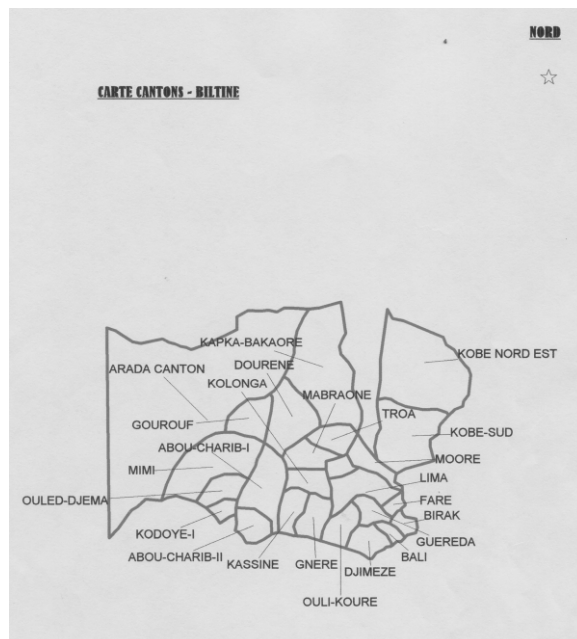 NORD
CARTE CANTONS - BILTINE
KAPKA-BAKAORE
KOBE NORD EST
DOURENE
ARADA CANTON
KOLONGA
MABRAONE
TROA
GOUROUF
KOBE-SUD
ABOU-CHARIB-I
MOORE
MIMI
LIMA
OULED-DJEMA
FARE
BIRAK
KODOYE-I
GUEREDA
ABOU-CHARIB-II
BALI
KASSINE
GNERE
DJIMEZE
OULI-KOURE